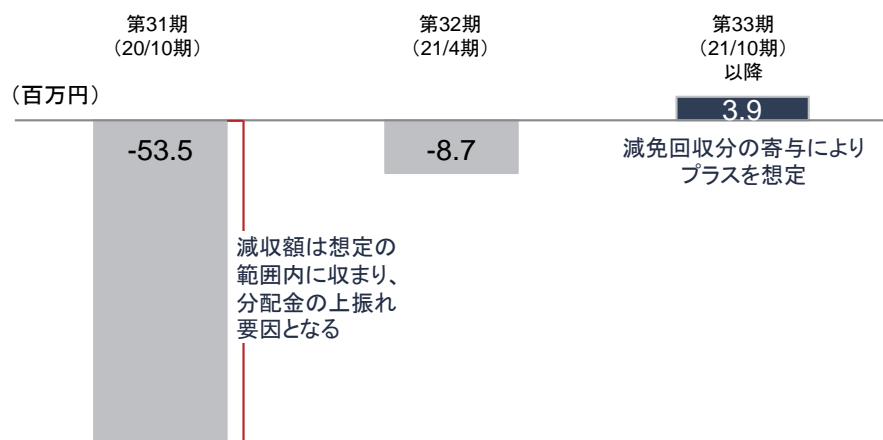 第31期
（20/10期）
第32期
（21/4期）
第33期
（21/10期）
以降
（百万円）
3.9
-53.5
-8.7
減免回収分の寄与により
プラスを想定
減収額は想定の
範囲内に収まり、
分配金の上振れ
要因となる